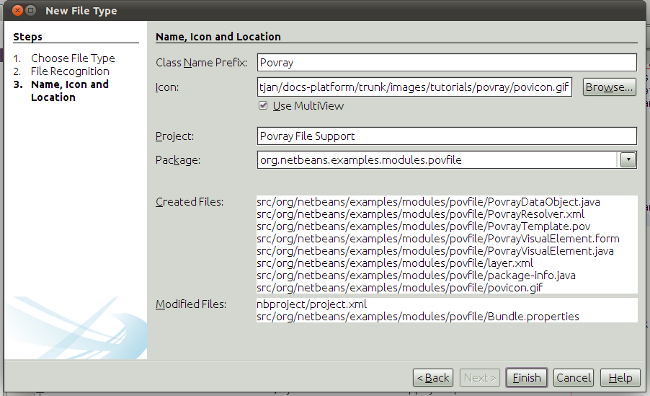 New File Type
Steps
1. Choose File Type
2. File Recognition
3. Name, Icon and
Location
Name, Icon and Location
Class Name Prefix: Povray
Icon: tjan/docs-platform/trunk/images/tutorials/povray/povicon.gif Browse...
Use MultiView
Project: Povray File Support
Package: org.netbeans.examples.modules.povfile
Created Files: src/org/netbeans/examples/modules/povfile/PovrayDataObject.java
src/org/netbeans/examples/modules/povfile/PovrayResolver.xml
src/org/netbeans/examples/modules/povfile/PovrayTemplate.pov
src/org/netbeans/examples/modules/povfile/PovrayVisualElement.form
src/org/netbeans/examples/modules/povfile/PovrayVisualElement.java
src/org/netbeans/examples/modules/povfile/layer.xml
src/org/netbeans/examples/modules/povfile/package-info.java
src/org/netbeans/examples/modules/povfile/povicon.gif
Modified Files: nbproject/project.xml
src/org/netbeans/examples/modules/povfile/Bundle.properties
< Back Next > Finish Cancel Help